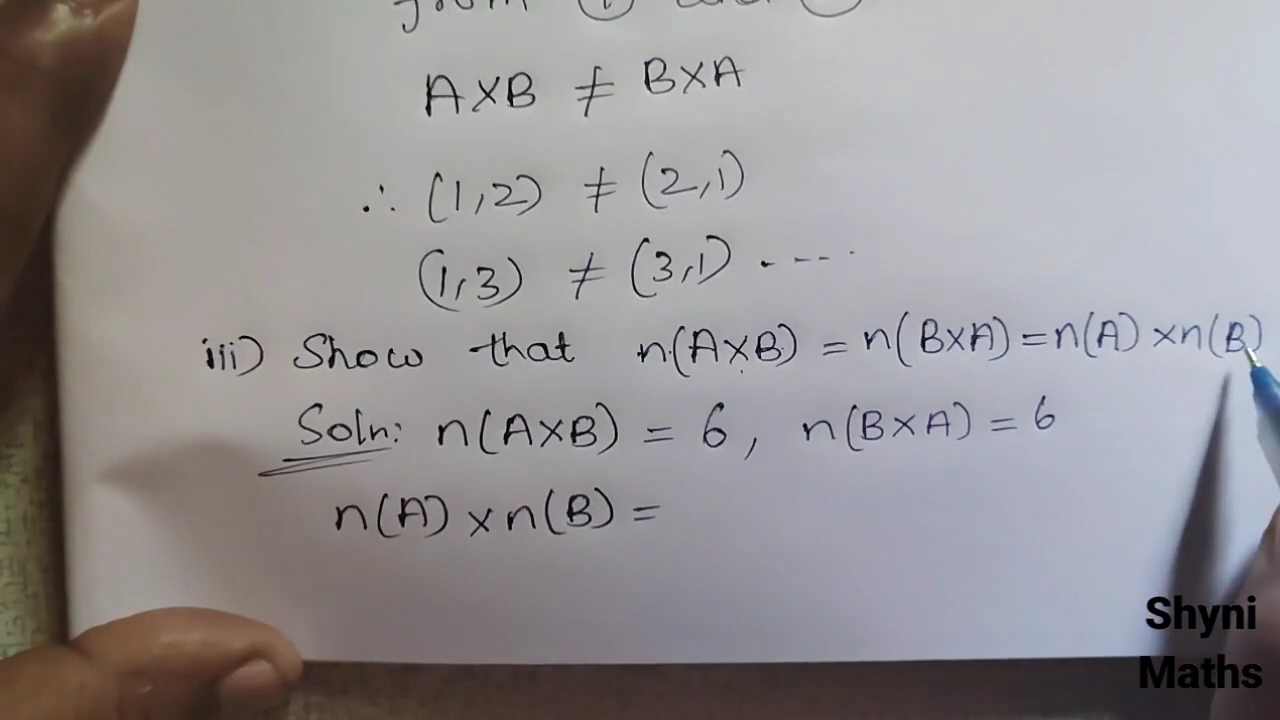 A×B ≠ B×A
∴ (1,2) ≠ (2,1)
(1,3) ≠ (3,1) ....
iii) Show that n(A×B) = n(B×A) = n(A) × n(B)
Soln: n(A×B) = 6, n(B×A) = 6
n(A) × n(B) =
Shyni
Maths